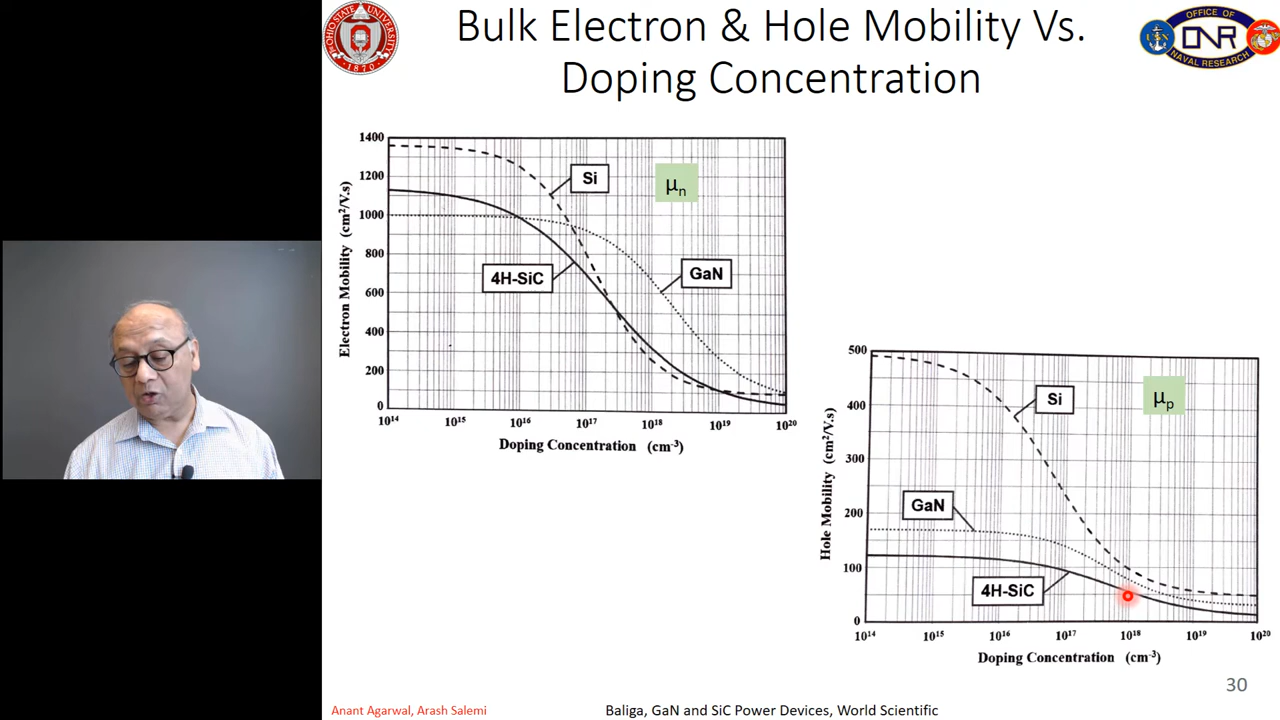 Bulk Electron & Hole Mobility Vs.
Doping Concentration
THE OHIO STATE UNIVERSITY
1870
OFFICE OF
ONR
NAVAL RESEARCH
1400
1200
1000
800
600
400
200
0
Electron Mobility (cm²/V.s)
Si
μn
4H-SiC
GaN
10¹⁴ 10¹⁵ 10¹⁶ 10¹⁷ 10¹⁸ 10¹⁹ 10²⁰
Doping Concentration (cm⁻³)
500
400
300
200
100
0
Hole Mobility (cm²/V.s)
Si
μp
GaN
4H-SiC
10¹⁴ 10¹⁵ 10¹⁶ 10¹⁷ 10¹⁸ 10¹⁹ 10²⁰
Doping Concentration (cm⁻³)
30
Anant Agarwal, Arash Salemi
Baliga, GaN and SiC Power Devices, World Scientific